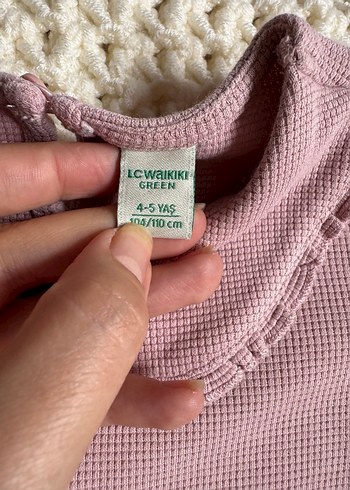 LC WAIKIKI
GREEN
4-5 YAŞ
104/110 cm